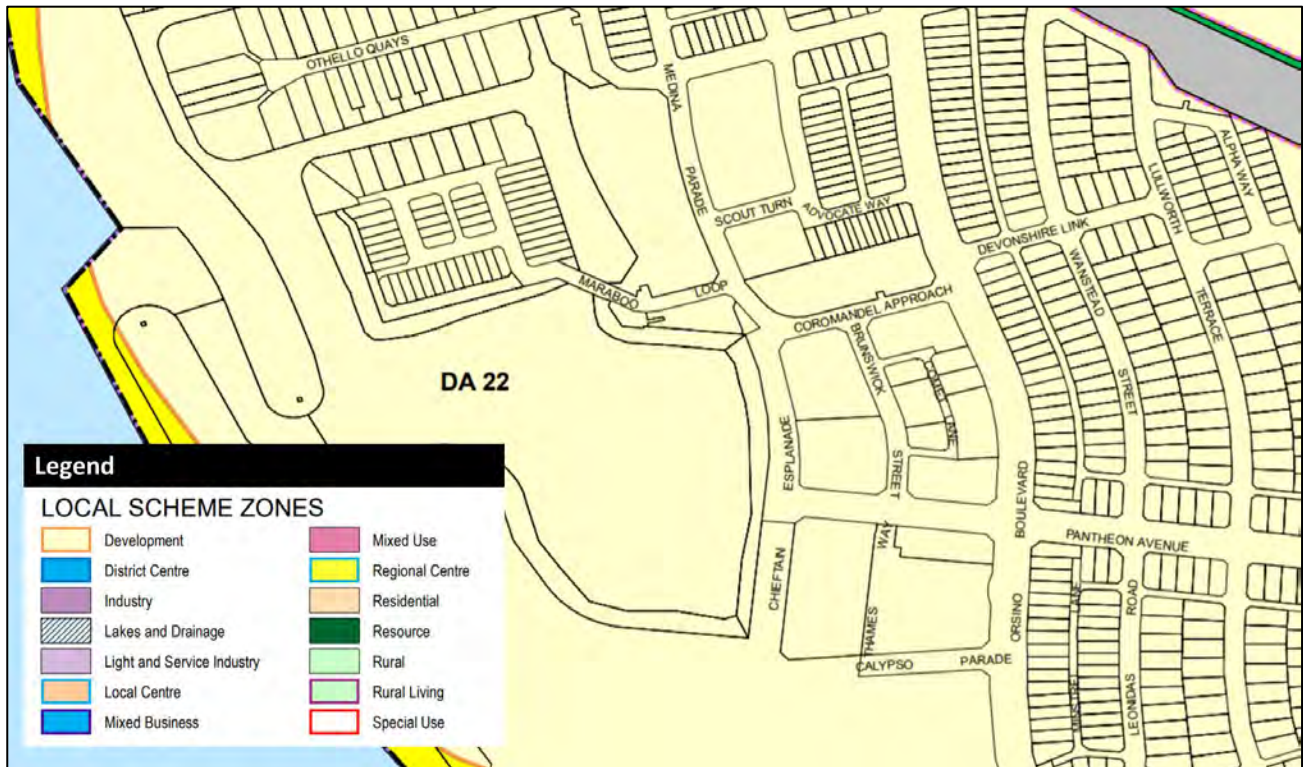 OTHELLO QUAYS
MEDINA
PARADE
SCOUT TURN
ADVOCATE WAY
DEVONSHIRE LINK
LULLWORTH
TERRACE
ALPHA WAY
WANSTEAD
STREET
MARABOO
LOOP
COROMANDEL APPROACH
BRUNSWICK
STREET
COMET LANE
DA 22
ESPLANADE
CHIEFTAIN
BOULEVARD
ORSINO
PANTHEON AVENUE
WAY
THAMES
CALYPSO
PARADE
LANE
MINSTREL
ROAD
LEONIDAS
Legend
LOCAL SCHEME ZONES
Development
District Centre
Industry
Lakes and Drainage
Light and Service Industry
Local Centre
Mixed Business
Mixed Use
Regional Centre
Residential
Resource
Rural
Rural Living
Special Use